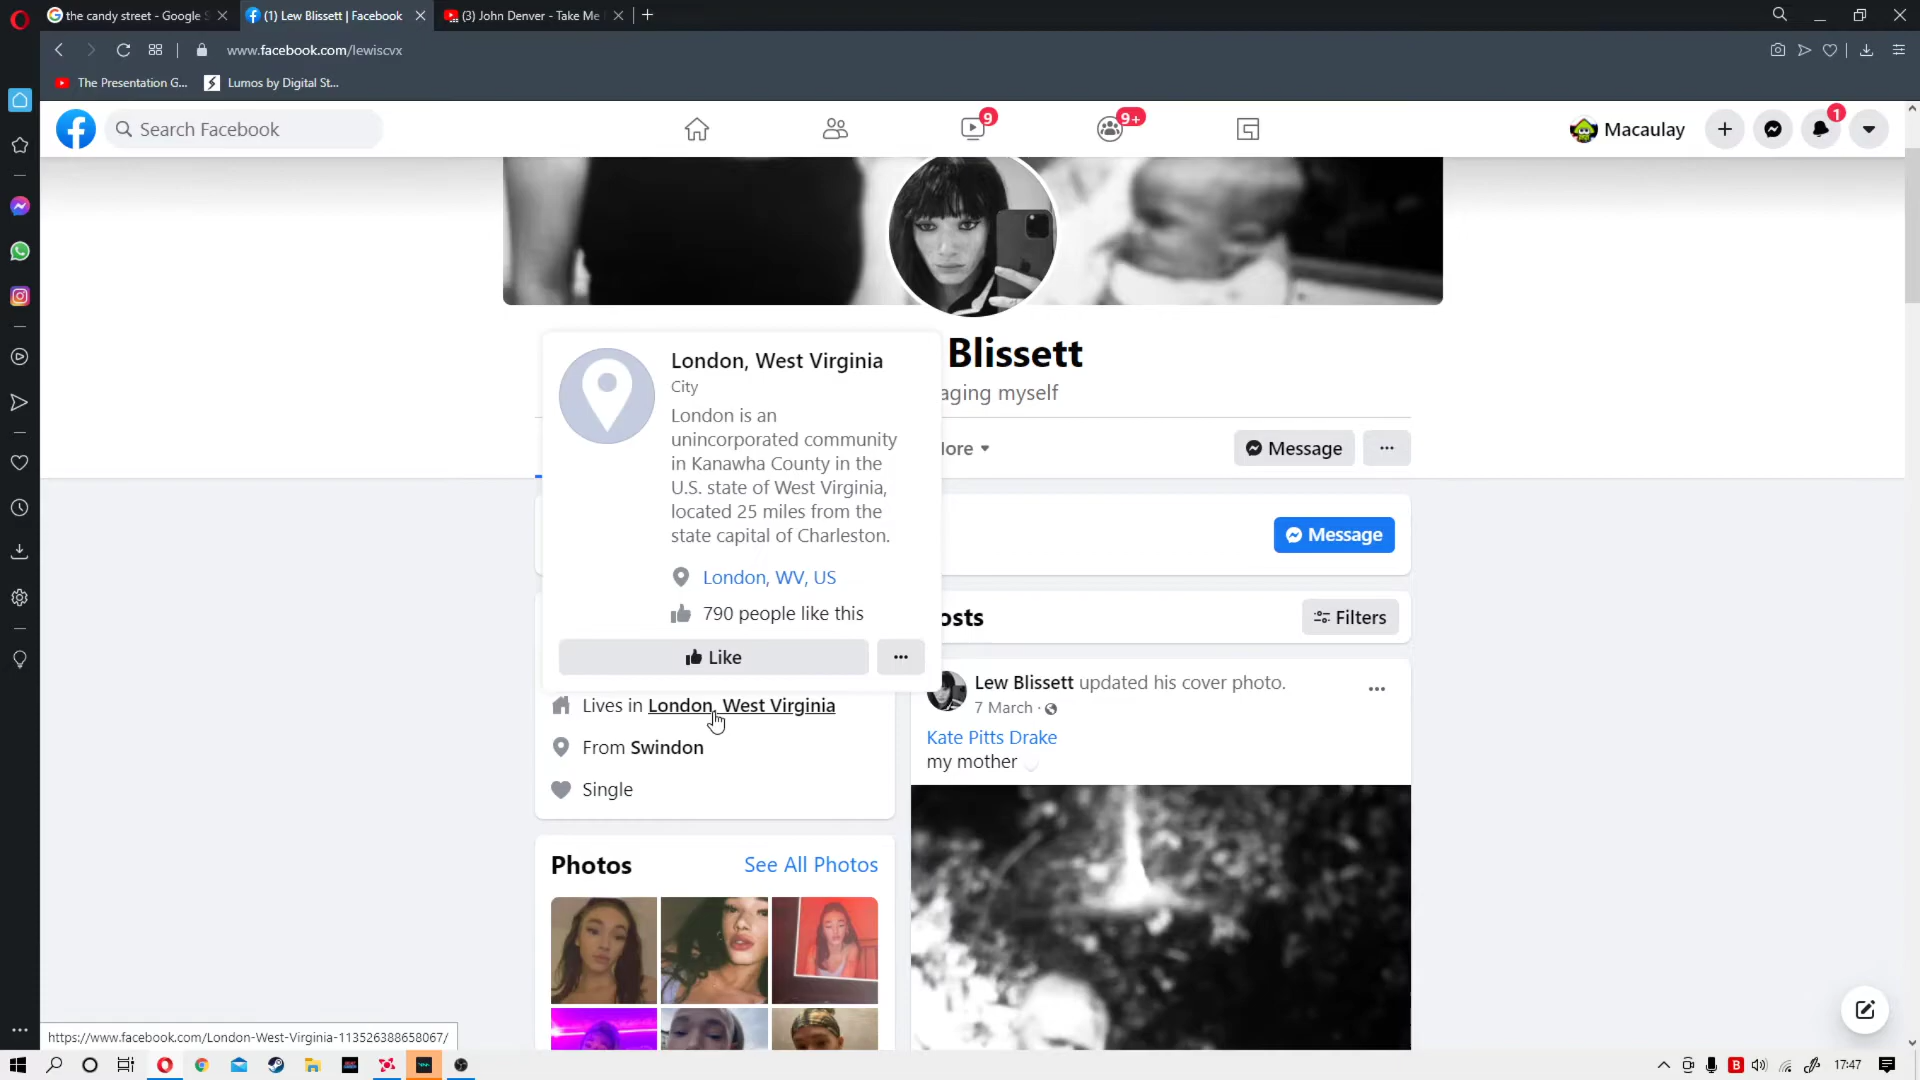 the candy street - Google S
(1) Lew Blissett | Facebook
(3) John Denver - Take Me
www.facebook.com/lewiscvx
The Presentation G...
Lumos by Digital St...
Search Facebook
9
9+
Macaulay
1
Blissett
aging myself
London, West Virginia
City
London is an
unincorporated community
in Kanawha County in the
U.S. state of West Virginia,
located 25 miles from the
state capital of Charleston.
London, WV, US
790 people like this
Like
Message
Message
osts
Filters
Lives in London, West Virginia
From Swindon
Single
Photos
See All Photos
Lew Blissett updated his cover photo.
7 March ·
Kate Pitts Drake
my mother
https://www.facebook.com/London-West-Virginia-113526388658067/
B
17:47